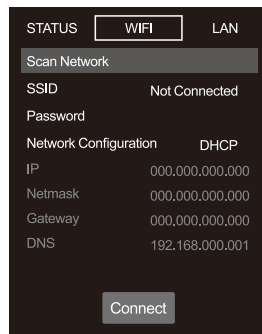 STATUS WIFI LAN
Scan Network
SSID Not Connected
Password
Network Configuration DHCP
IP 000.000.000.000
Netmask 000.000.000.000
Gateway 000.000.000.000
DNS 192.168.000.001
Connect